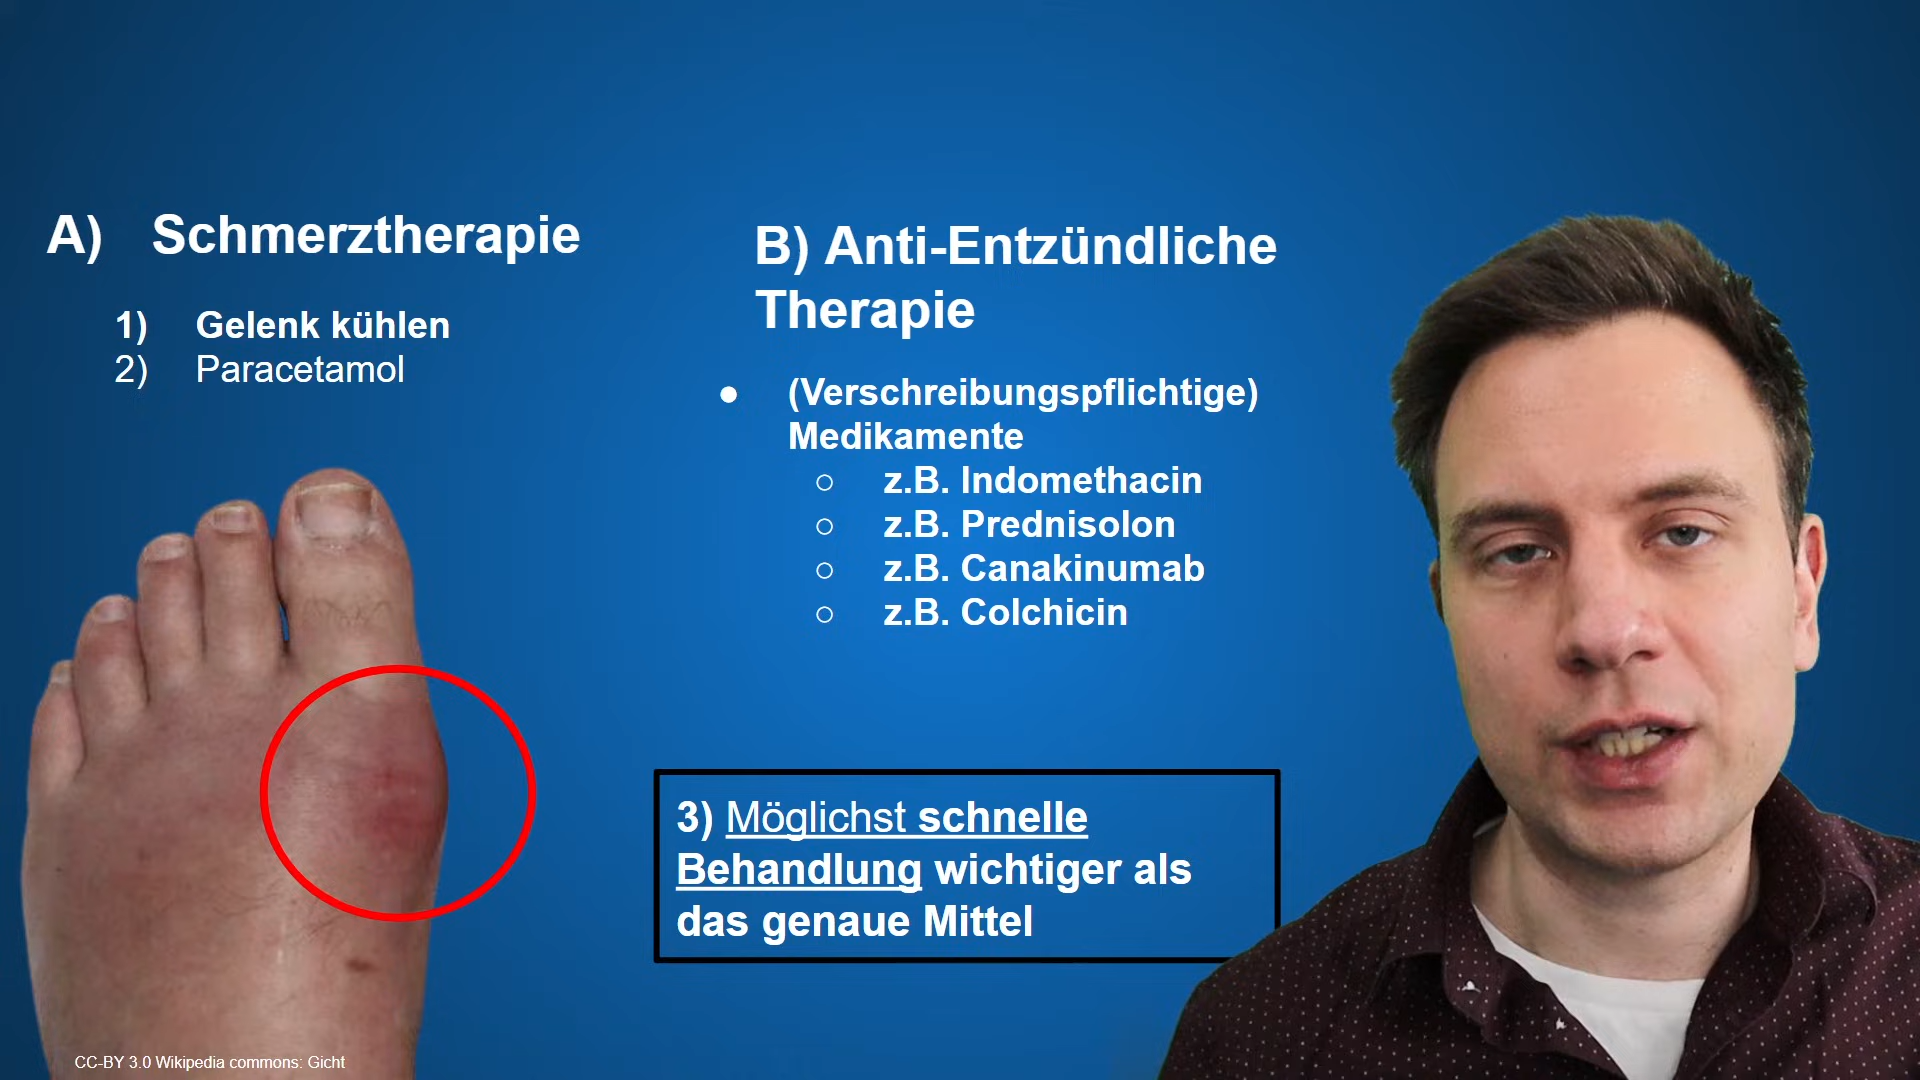 A) Schmerztherapie
1) Gelenk kühlen
2) Paracetamol
B) Anti-Entzündliche
Therapie
● (Verschreibungspflichtige)
Medikamente
○ z.B. Indomethacin
○ z.B. Prednisolon
○ z.B. Canakinumab
○ z.B. Colchicin
3) Möglichst schnelle
Behandlung wichtiger als
das genaue Mittel
CC-BY 3.0 Wikipedia commons: Gicht